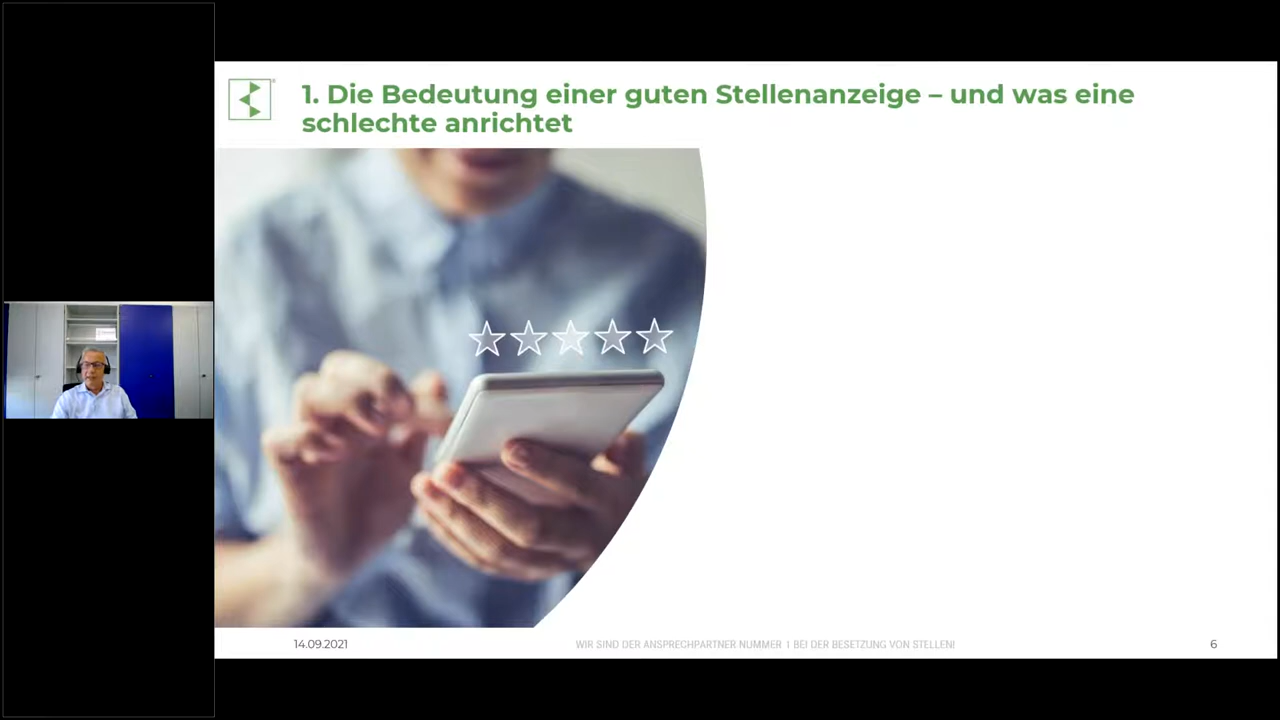 1. Die Bedeutung einer guten Stellenanzeige – und was eine
schlechte anrichtet
14.09.2021
WIR SIND DER ANSPRECHPARTNER NUMMER 1 BEI DER BESETZUNG VON STELLEN!
6